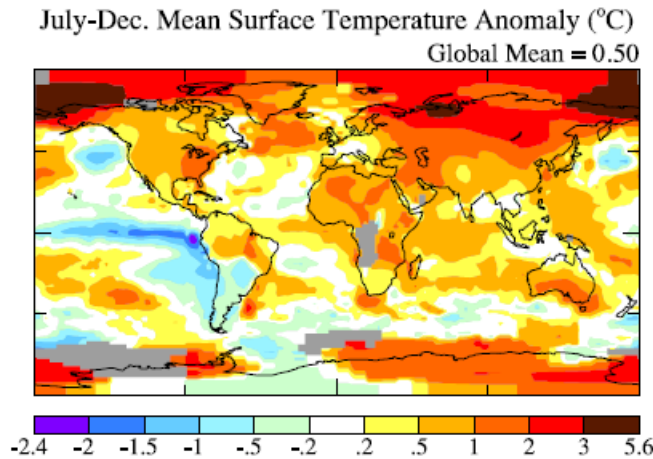 July-Dec. Mean Surface Temperature Anomaly (°C)
Global Mean = 0.50
-2.4 -2 -1.5 -1 -.5 -.2 .2 .5 1 2 3 5.6